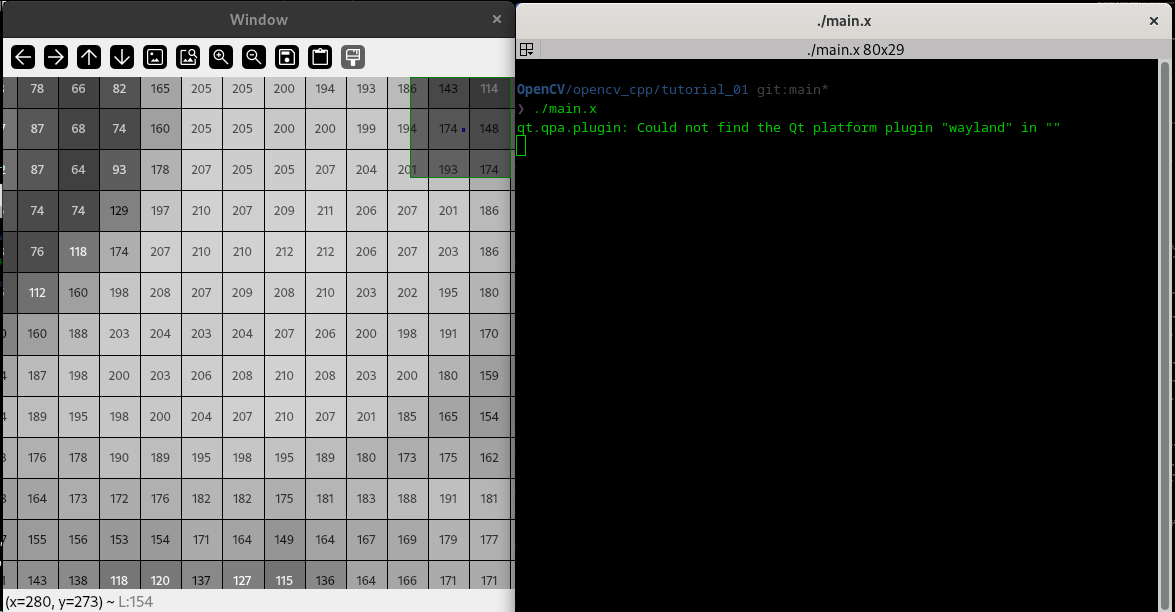 Window
./main.x
./main.x 80x29
78 66 82 165 205 205 200 194 193 186 143 114
87 68 74 160 205 205 200 200 199 194 174 148
87 64 93 178 207 205 205 207 204 201 193 174
74 74 129 197 210 207 209 211 206 207 201 186
76 118 174 207 210 210 212 212 206 207 203 186
112 160 198 208 207 209 208 210 203 202 195 180
160 188 203 204 203 204 207 206 200 198 191 170
187 198 200 203 206 208 210 208 203 200 180 159
189 195 198 200 204 207 210 207 201 185 165 154
176 178 190 189 195 198 195 189 180 173 175 162
164 173 172 176 182 182 175 181 183 188 191 181
155 156 153 154 171 164 149 164 167 169 179 177
143 138 118 120 137 127 115 136 164 166 171 171
(x=280, y=273) ~ L:154
OpenCV/opencv_cpp/tutorial_01 git:main*
❯ ./main.x
qt.qpa.plugin: Could not find the Qt platform plugin "wayland" in ""